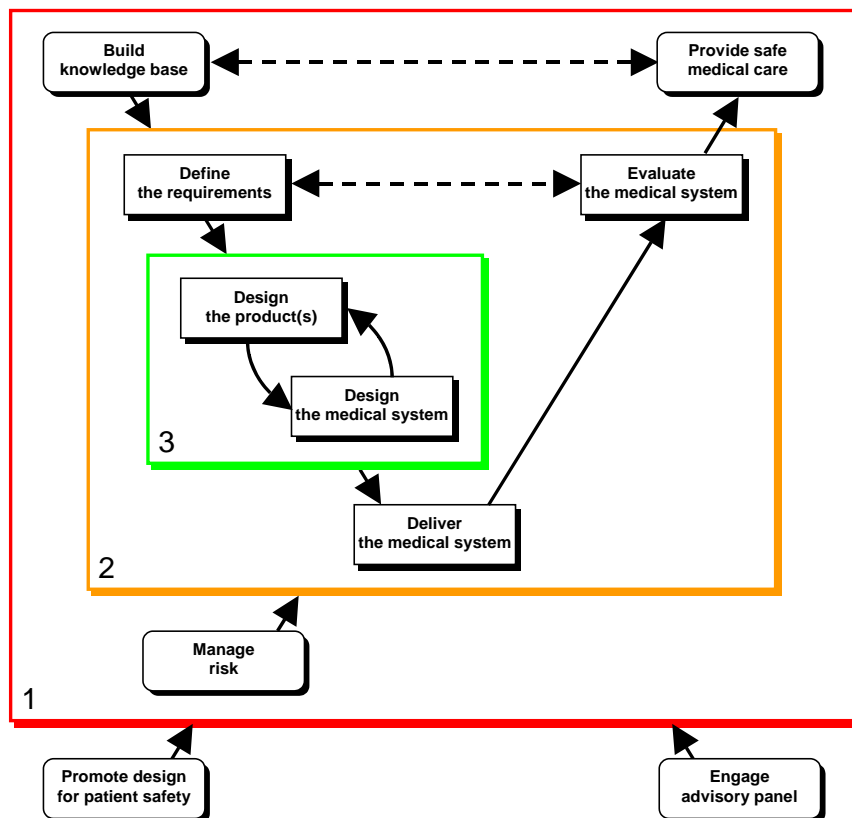 Build
knowledge base
Provide safe
medical care
Define
the requirements
Evaluate
the medical system
Design
the product(s)
Design
the medical system
3
Deliver
the medical system
2
Manage
risk
1
Promote design
for patient safety
Engage
advisory panel